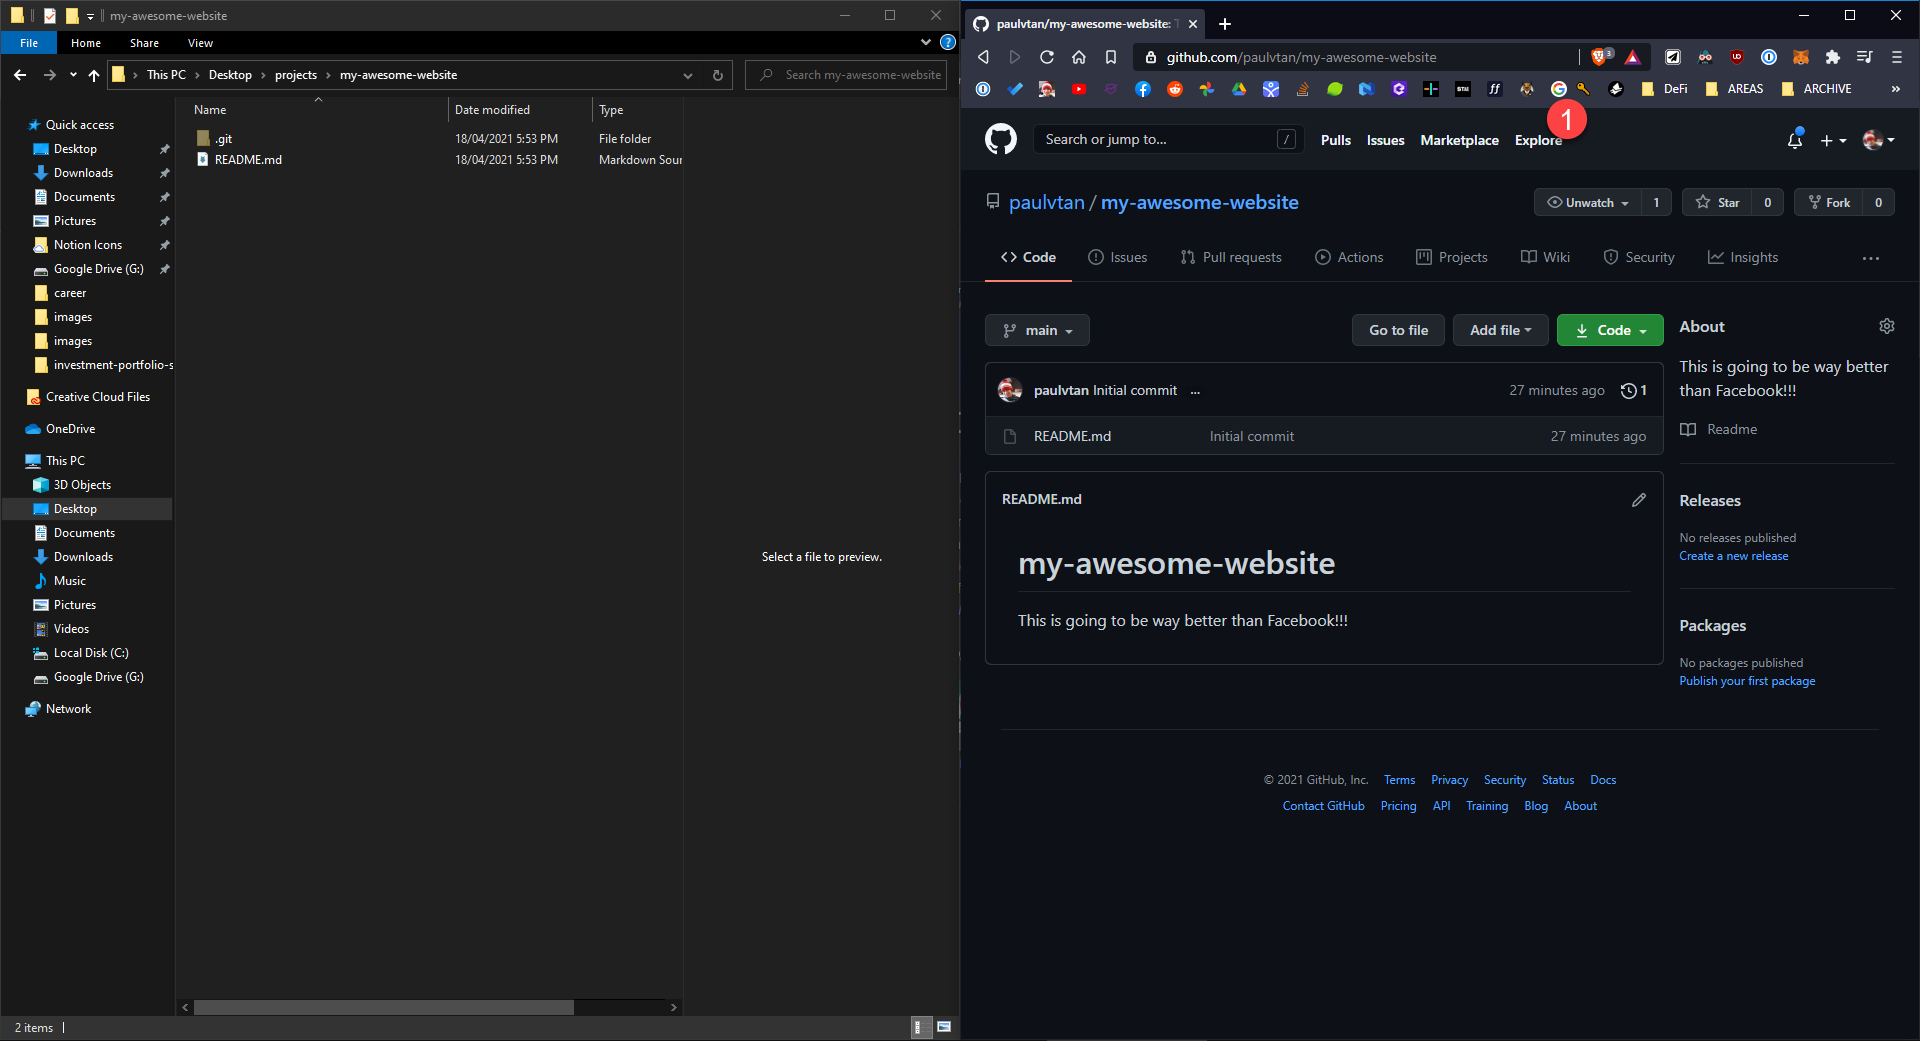 my-awesome-website
File Home Share View
This PC Desktop projects my-awesome-website
Search my-awesome-website
Quick access
Desktop
Downloads
Documents
Pictures
Notion Icons
Google Drive (G:)
career
images
images
investment-portfolio-s
Creative Cloud Files
OneDrive
This PC
3D Objects
Desktop
Documents
Downloads
Music
Pictures
Videos
Local Disk (C:)
Google Drive (G:)
Network
Name Date modified Type
.git 18/04/2021 5:53 PM File folder
README.md 18/04/2021 5:53 PM Markdown Sour
Select a file to preview.
2 items
paulvtan/my-awesome-website: T
github.com/paulvtan/my-awesome-website
3
DeFi AREAS ARCHIVE
1
Search or jump to... /
Pulls Issues Marketplace Explore
paulvtan / my-awesome-website
Unwatch 1 Star 0 Fork 0
Code Issues Pull requests Actions Projects Wiki Security Insights
main Go to file Add file Code
paulvtan Initial commit ... 27 minutes ago 1
README.md Initial commit 27 minutes ago
README.md
my-awesome-website
This is going to be way better than Facebook!!!
About
This is going to be way better
than Facebook!!!
Readme
Releases
No releases published
Create a new release
Packages
No packages published
Publish your first package
© 2021 GitHub, Inc. Terms Privacy Security Status Docs
Contact GitHub Pricing API Training Blog About